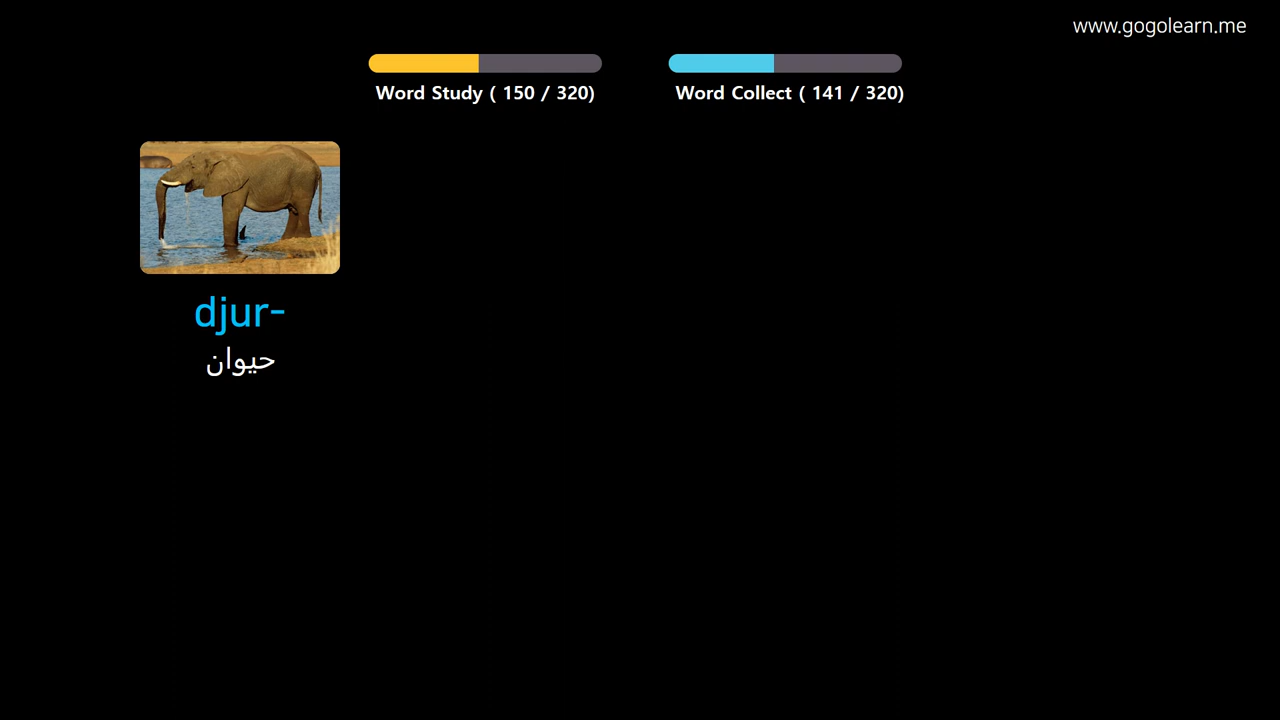 www.gogolearn.me
Word Study ( 150 / 320)
Word Collect ( 141 / 320)
djur-
حيوان